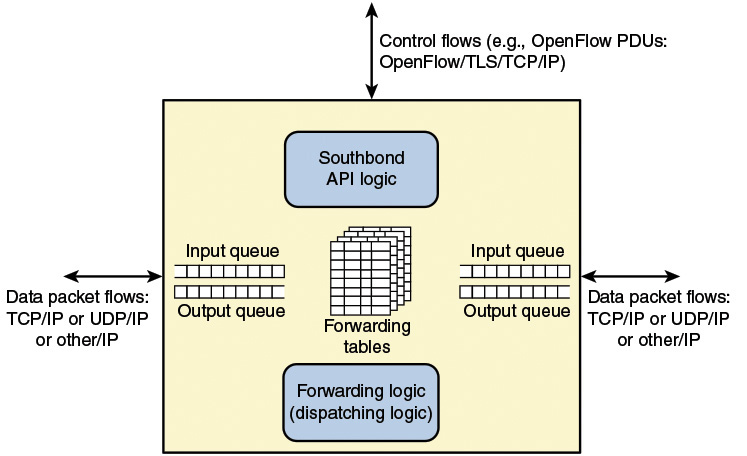 Control flows (e.g., OpenFlow PDUs:
OpenFlow/TLS/TCP/IP)
Southbond
API logic
Input queue
Output queue
Input queue
Output queue
Data packet flows:
TCP/IP or UDP/IP
or other/IP
Forwarding
tables
Data packet flows:
TCP/IP or UDP/IP
or other/IP
Forwarding logic
(dispatching logic)